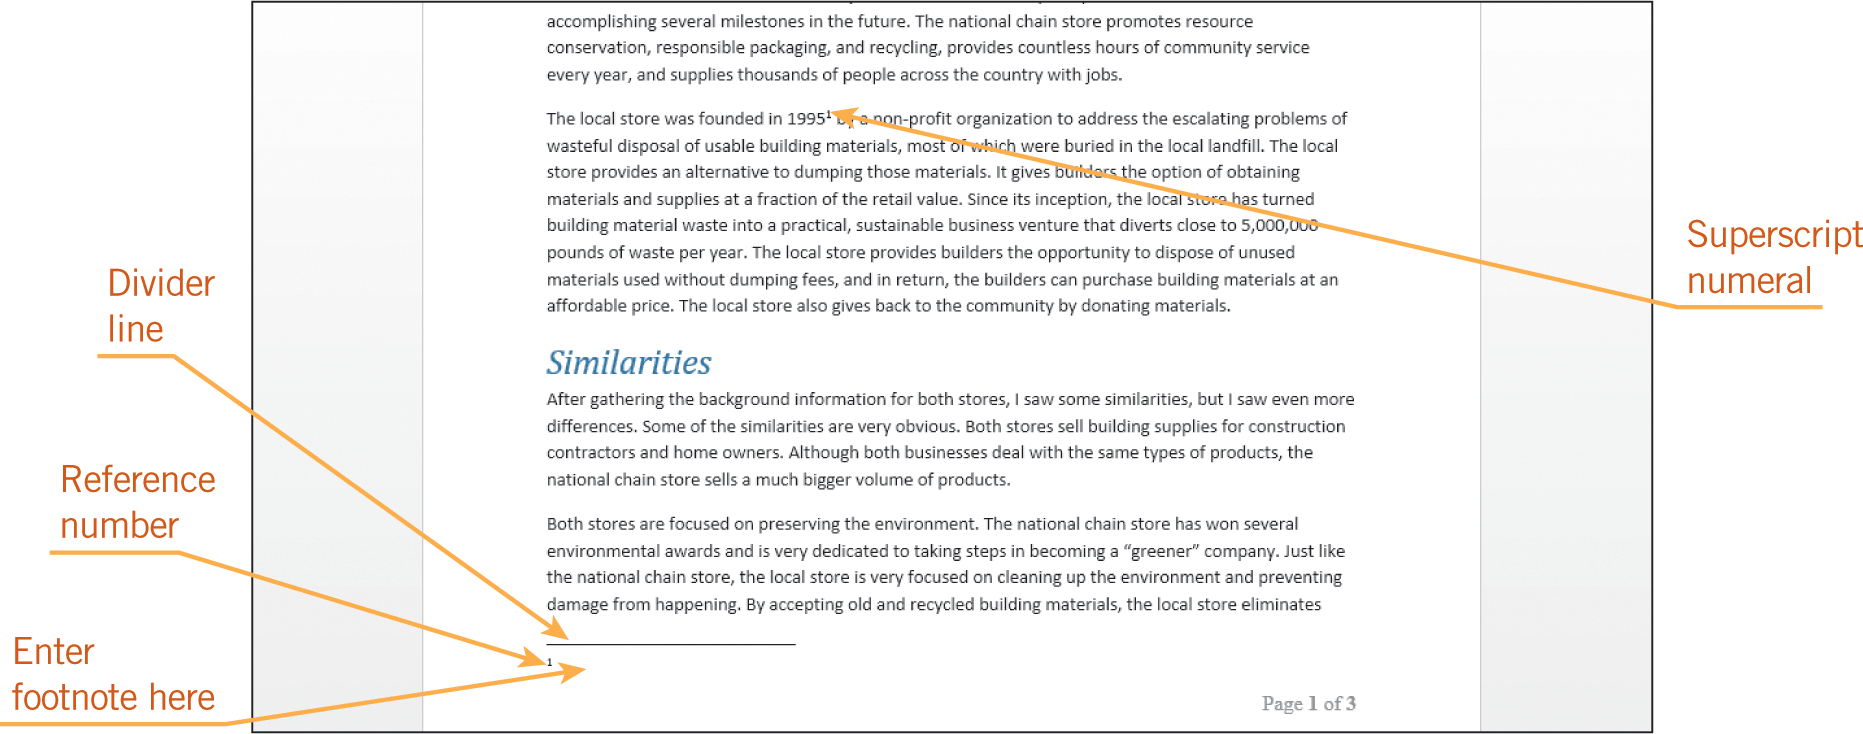 accomplishing several milestones in the future. The national chain store promotes resource
conservation, responsible packaging, and recycling, provides countless hours of community service
every year, and supplies thousands of people across the country with jobs.
The local store was founded in 1995¹ by a non-profit organization to address the escalating problems of
wasteful disposal of usable building materials, most of which were buried in the local landfill. The local
store provides an alternative to dumping those materials. It gives builders the option of obtaining
materials and supplies at a fraction of the retail value. Since its inception, the local store has turned
building material waste into a practical, sustainable business venture that diverts close to 5,000,000
pounds of waste per year. The local store provides builders the opportunity to dispose of unused
materials used without dumping fees, and in return, the builders can purchase building materials at an
affordable price. The local store also gives back to the community by donating materials.
Superscript
numeral
Divider
line
Similarities
After gathering the background information for both stores, I saw some similarities, but I saw even more
differences. Some of the similarities are very obvious. Both stores sell building supplies for construction
contractors and home owners. Although both businesses deal with the same types of products, the
national chain store sells a much bigger volume of products.
Reference
number
Both stores are focused on preserving the environment. The national chain store has won several
environmental awards and is very dedicated to taking steps in becoming a “greener” company. Just like
the national chain store, the local store is very focused on cleaning up the environment and preventing
damage from happening. By accepting old and recycled building materials, the local store eliminates
1
Enter
footnote here
Page 1 of 3